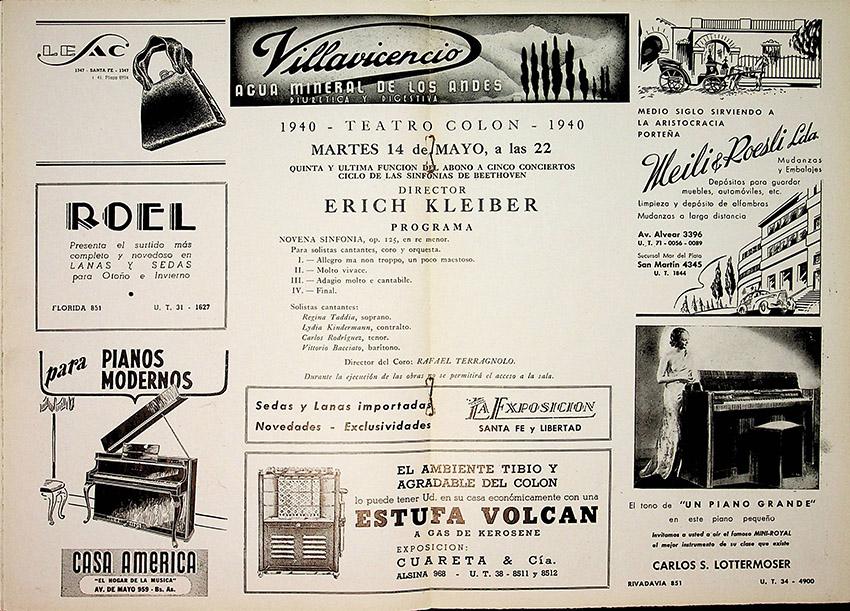 LESAC
1347 - SANTA FE - 1347
ROEL
Presenta el surtido más
completo y novedoso en
LANAS Y SEDAS
para Otoño e Invierno
FLORIDA 851 U. T. 31 - 1627
para PIANOS
MODERNOS
CASA AMERICA
"EL HOGAR DE LA MUSICA"
AV. DE MAYO 959 - Bs. As.
Villavicencio
AGUA MINERAL DE LOS ANDES
DIURETICA Y DIGESTIVA
1940 - TEATRO COLON - 1940
MARTES 14 de MAYO, a las 22
QUINTA Y ULTIMA FUNCION DEL ABONO A CINCO CONCIERTOS
CICLO DE LAS SINFONIAS DE BEETHOVEN
DIRECTOR
ERICH KLEIBER
PROGRAMA
NOVENA SINFONIA, op. 125, en re menor.
Para solistas cantantes, coro y orquesta.
I. — Allegro ma non troppo, un poco maestoso.
II. — Molto vivace.
III. — Adagio molto e cantabile.
IV. — Final.
Solistas cantantes:
Regina Taddia, soprano.
Lydia Kindermann, contralto.
Carlos Rodríguez, tenor.
Vittorio Bacciato, barítono.
Director del Coro: RAFAEL TERRAGNOLO.
Durante la ejecución de las obras no se permitirá el acceso a la sala.
Sedas y Lanas importadas
Novedades - Exclusividades
LA EXPOSICION
SANTA FE y LIBERTAD
EL AMBIENTE TIBIO Y
AGRADABLE DEL COLON
lo puede tener Ud. en su casa económicamente con una
ESTUFA VOLCAN
A GAS DE KEROSENE
EXPOSICION:
CUARETA & Cía.
ALSINA 968 - U. T. 38 - 8511 y 8512
MEDIO SIGLO SIRVIENDO A
LA ARISTOCRACIA
PORTEÑA
Meili & Roesli Lda.
Mudanzas
y Embalajes
Depósitos para guardar
muebles, automóviles, etc.
Limpieza y depósito de alfombras
Mudanzas a larga distancia
Av. Alvear 3396
U. T. 71 - 0056 - 0089
Sucursal Mar del Plata
San Martín 4345
U. T. 1844
El tono de "UN PIANO GRANDE"
en este piano pequeño
Invitamos a usted a oír el famoso MINI-ROYAL
el mejor instrumento de su clase que existe
CARLOS S. LOTTERMOSER
RIVADAVIA 851 U. T. 34 - 4900